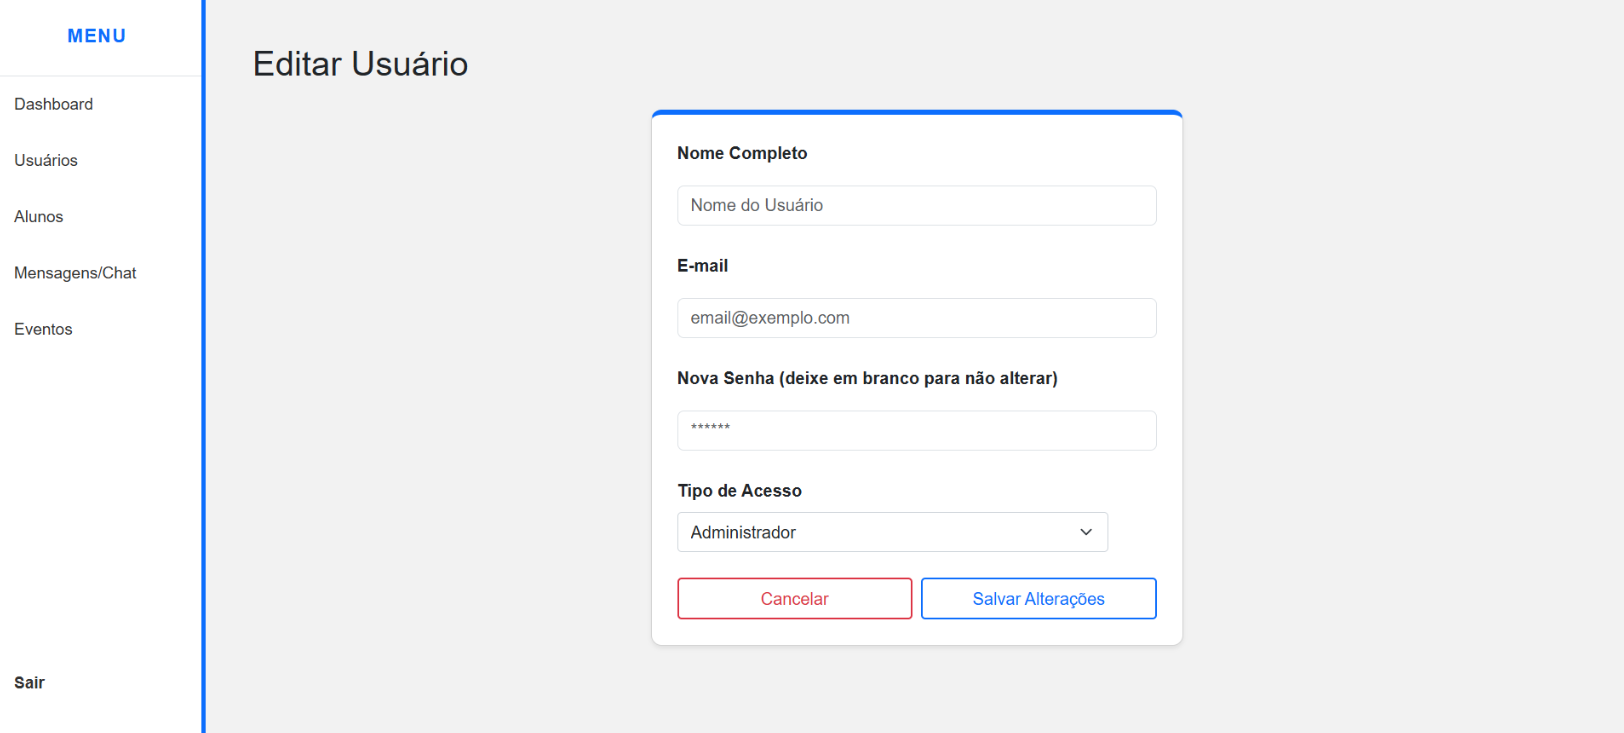 MENU
Dashboard
Usuários
Alunos
Mensagens/Chat
Eventos
Sair
Editar Usuário
Nome Completo
Nome do Usuário
E-mail
email@exemplo.com
Nova Senha (deixe em branco para não alterar)
******
Tipo de Acesso
Administrador
Cancelar
Salvar Alterações